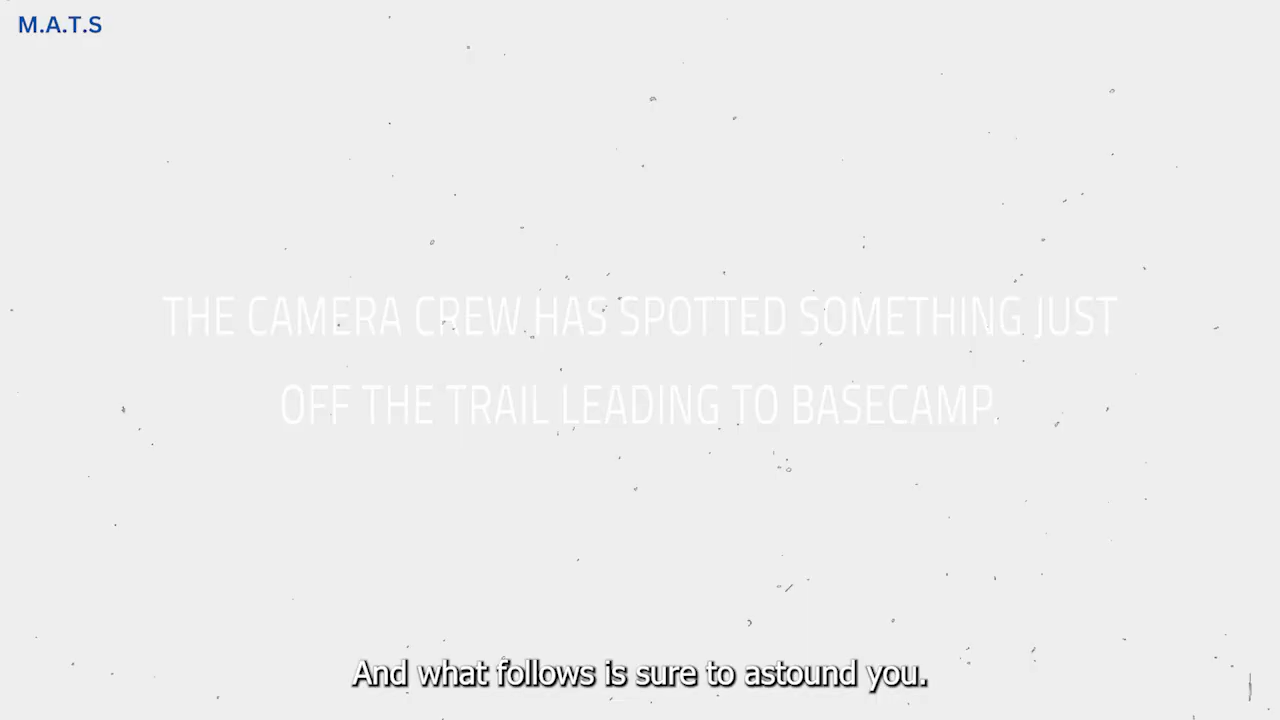 M.A.T.S
THE CAMERA CREW HAS SPOTTED SOMETHING JUST
OFF THE TRAIL LEADING TO BASECAMP.
And what follows is sure to astound you.